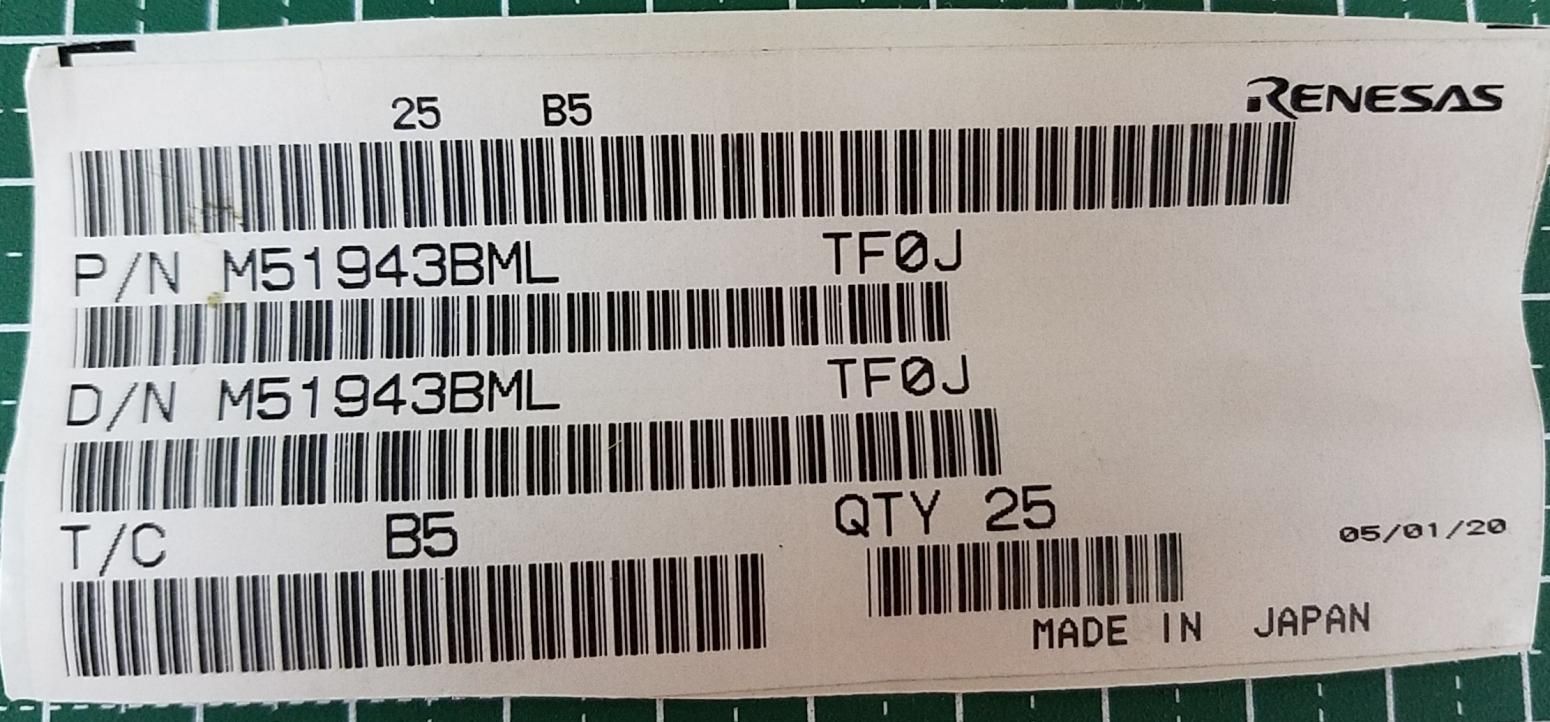 RENESAS
25 B5
P/N M51943BML TF0J
D/N M51943BML TF0J
T/C B5 QTY 25
05/01/20
MADE IN JAPAN